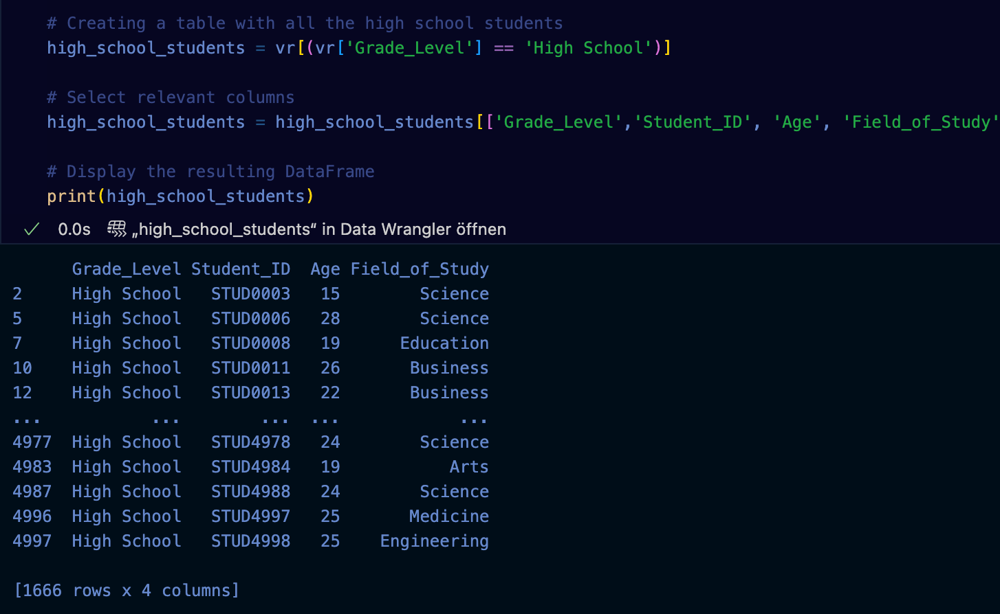 # Creating a table with all the high school students
high_school_students = vr[(vr['Grade_Level'] == 'High School')]
# Select relevant columns
high_school_students = high_school_students[['Grade_Level','Student_ID', 'Age', 'Field_of_Study'
# Display the resulting DataFrame
print(high_school_students)
0.0s „high_school_students“ in Data Wrangler öffnen
Grade_Level Student_ID Age Field_of_Study
2 High School STUD0003 15 Science
5 High School STUD0006 28 Science
7 High School STUD0008 19 Education
10 High School STUD0011 26 Business
12 High School STUD0013 22 Business
... ... ... ... ...
4977 High School STUD4978 24 Science
4983 High School STUD4984 19 Arts
4987 High School STUD4988 24 Science
4996 High School STUD4997 25 Medicine
4997 High School STUD4998 25 Engineering
[1666 rows x 4 columns]